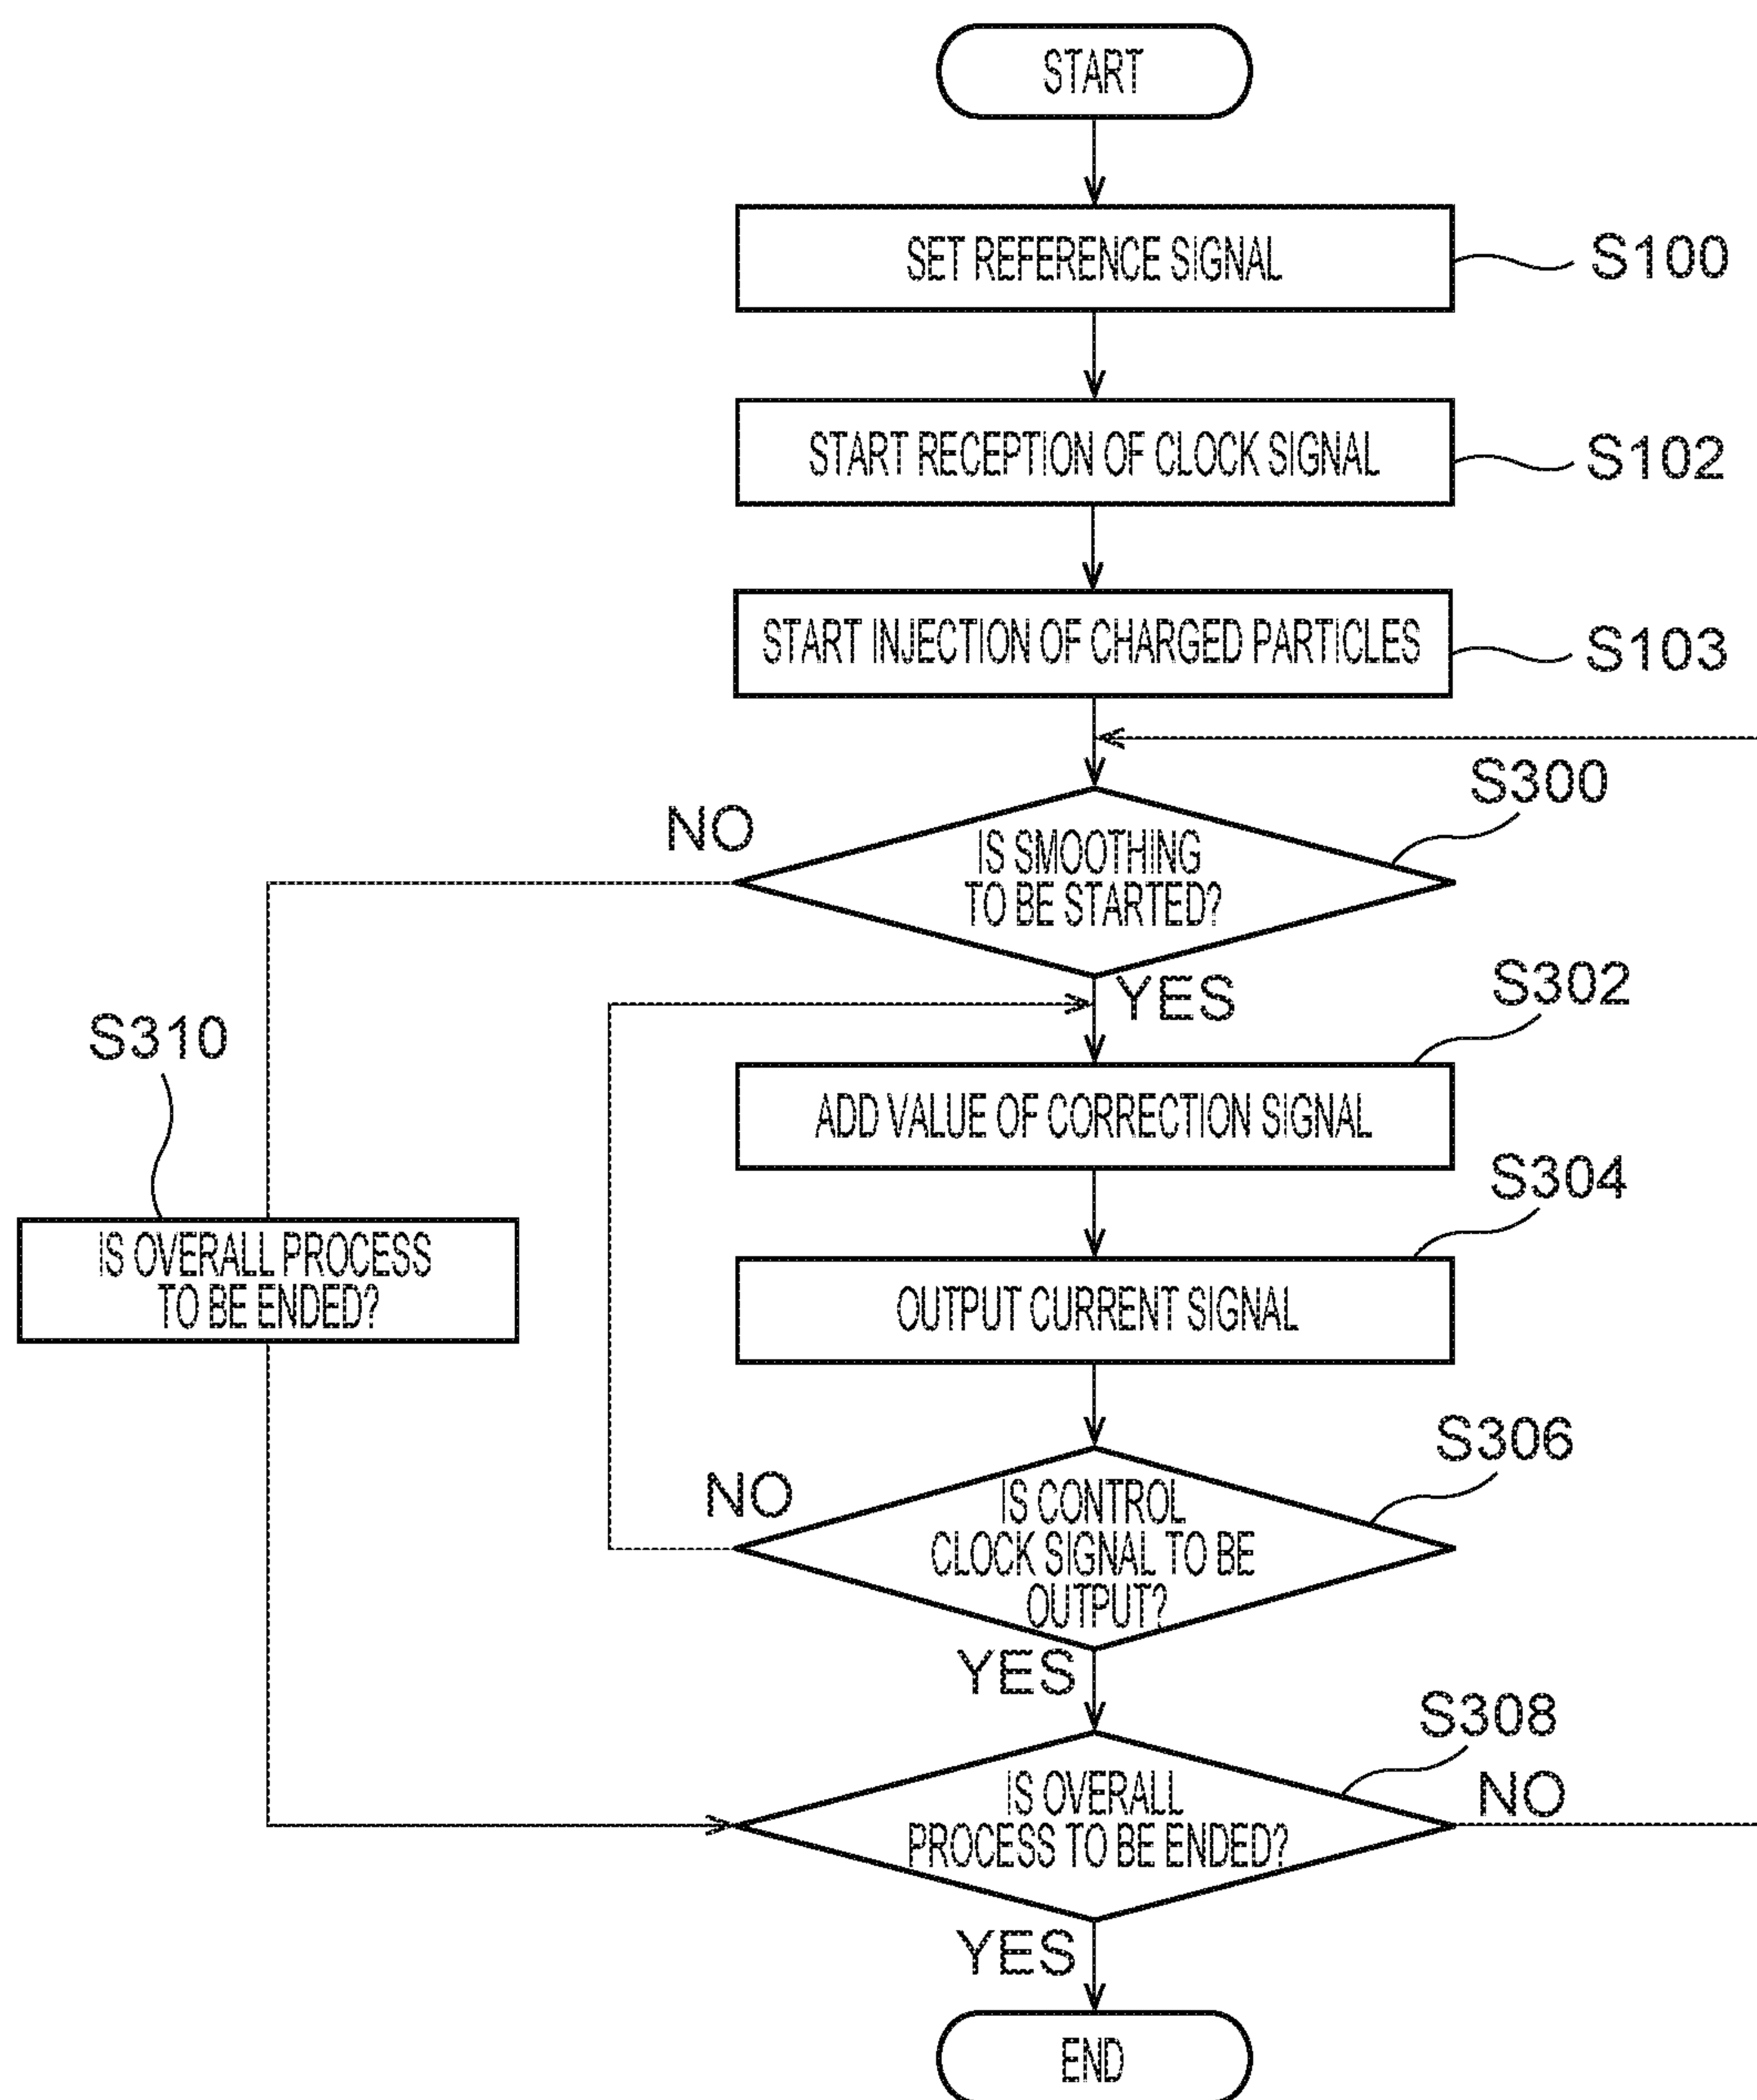 START
SET REFERENCE SIGNAL
S100
START RECEPTION OF CLOCK SIGNAL
S102
START INJECTION OF CHARGED PARTICLES
S103
S300
NO
IS SMOOTHING
TO BE STARTED?
YES
S302
S310
ADD VALUE OF CORRECTION SIGNAL
S304
IS OVERALL PROCESS
TO BE ENDED?
OUTPUT CURRENT SIGNAL
S306
NO
IS CONTROL
CLOCK SIGNAL TO BE
OUTPUT?
YES
S308
IS OVERALL
PROCESS TO BE ENDED?
NO
YES
END